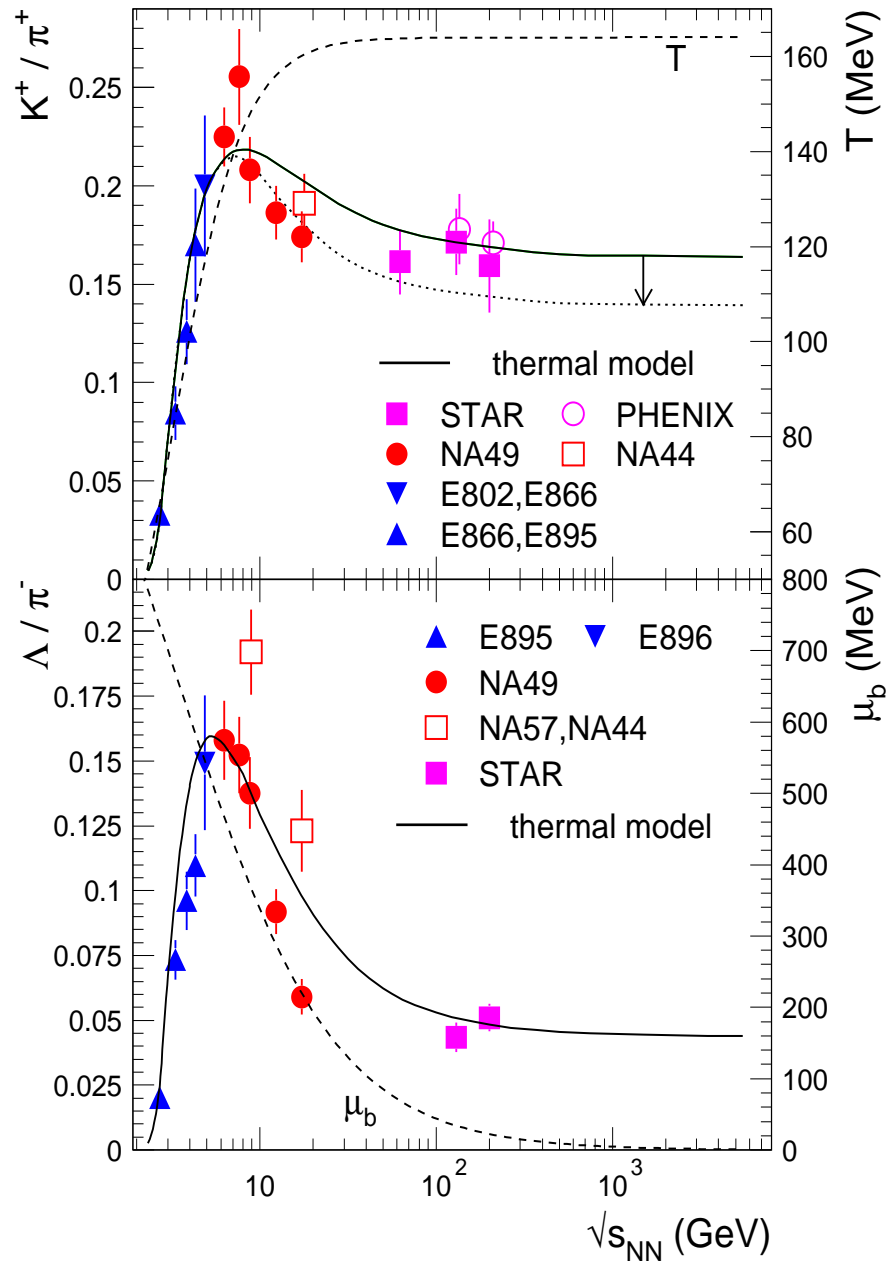 K+ / π+
T (MeV)
0.25
0.2
0.15
0.1
0.05
0
160
140
120
100
80
60
T
thermal model
STAR PHENIX
NA49 NA44
E802,E866
E866,E895
Λ / π-
μb (MeV)
0.2
0.175
0.15
0.125
0.1
0.075
0.05
0.025
0
800
700
600
500
400
300
200
100
0
E895 E896
NA49
NA57,NA44
STAR
thermal model
μb
10 10² 10³
√sNN (GeV)